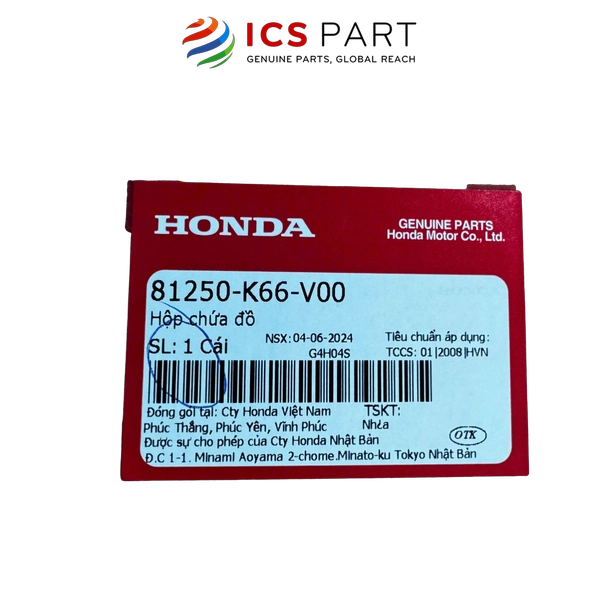 ICS PART
GENUINE PARTS, GLOBAL REACH
HONDA
GENUINE PARTS
Honda Motor Co., Ltd.
81250-K66-V00
Hộp chứa đồ
SL: 1 Cái
NSX: 04-06-2024
G4H04S
Tiêu chuẩn áp dụng:
TCCS: 01|2008|HVN
Đóng gói tại: Cty Honda Việt Nam
TSKT:
Phúc Thắng, Phúc Yên, Vĩnh Phúc
Nhựa
Được sự cho phép của Cty Honda Nhật Bản
OTK
Đ.C 1-1. Minami Aoyama 2-chome.Minato-ku Tokyo Nhật Bản